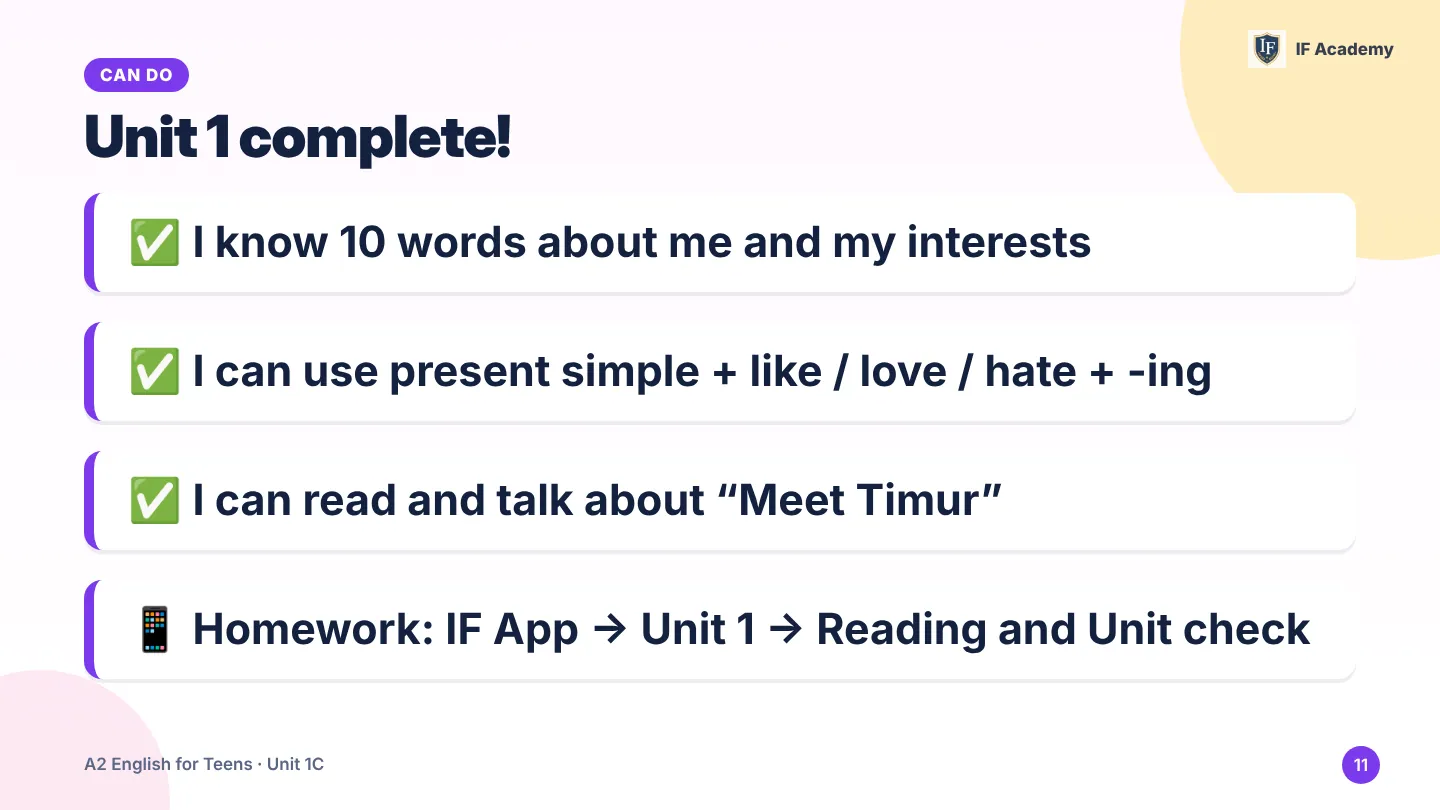 IF Academy
CAN DO
Unit 1 complete!
✅ I know 10 words about me and my interests
✅ I can use present simple + like / love / hate + -ing
✅ I can read and talk about “Meet Timur”
📱 Homework: IF App → Unit 1 → Reading and Unit check
A2 English for Teens · Unit 1C
11